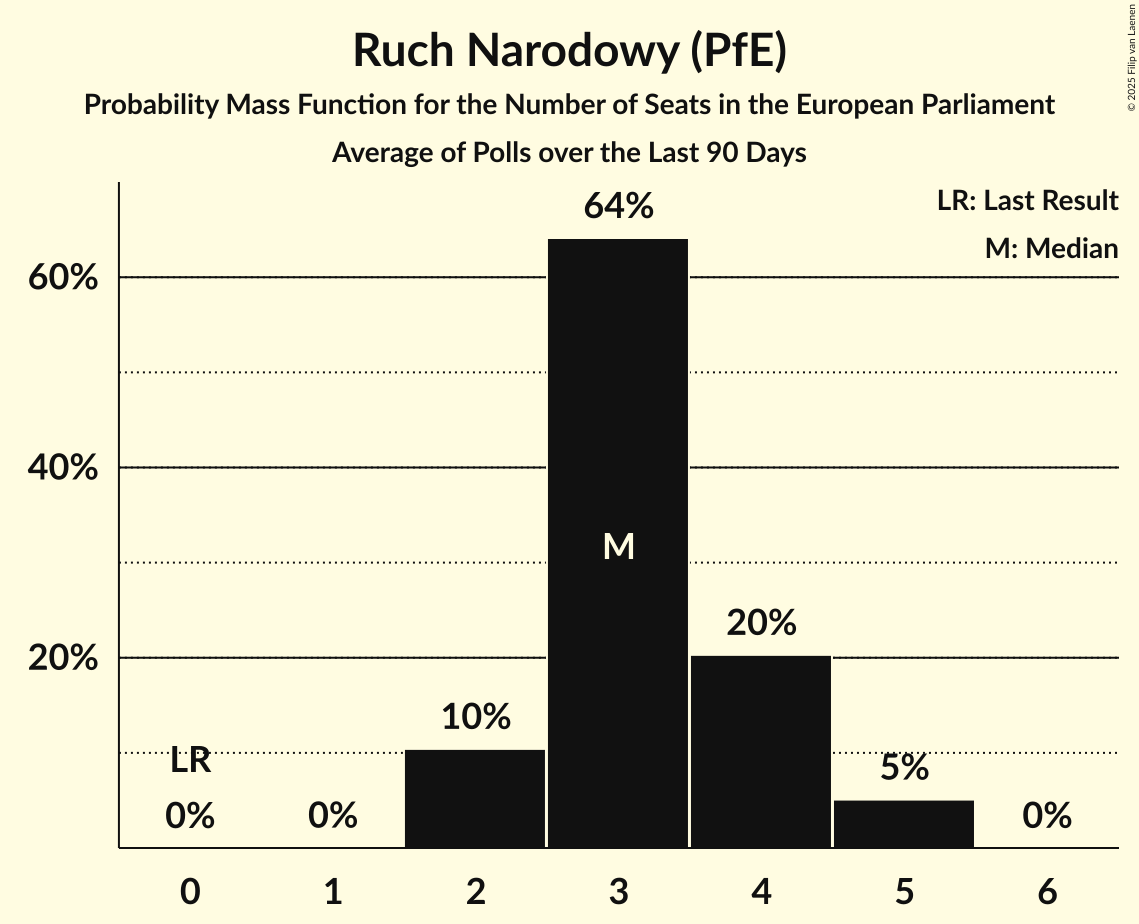 Ruch Narodowy (PfE)
Probability Mass Function for the Number of Seats in the European Parliament
Average of Polls over the Last 90 Days
© 2025 Filip van Laenen
LR: Last Result
M: Median
64%
60%
40%
M
20%
20%
10%
LR
5%
0%
0%
0%
0 1 2 3 4 5 6